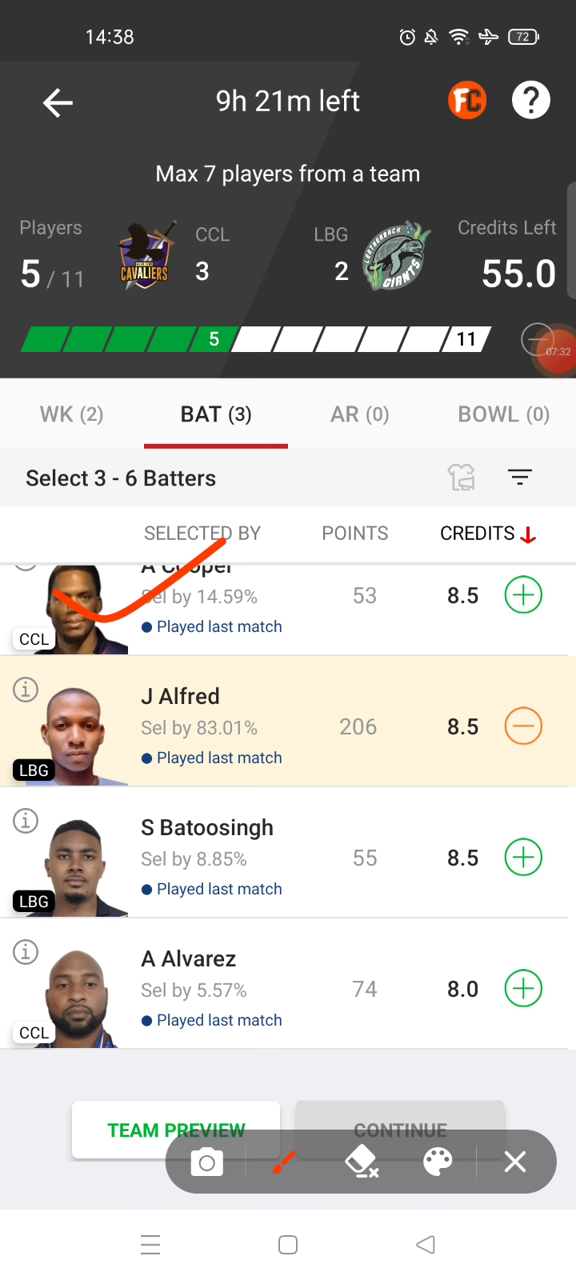 14:38
72
9h 21m left
FC
?
Max 7 players from a team
Players
CCL
LBG
Credits Left
5 / 11
CAVALIERS
3
2
GIANTS
55.0
5
11
07:32
WK (2)
BAT (3)
AR (0)
BOWL (0)
Select 3 - 6 Batters
SELECTED BY
POINTS
CREDITS
A Cooper
Sel by 14.59%
53
8.5
CCL
Played last match
i
J Alfred
Sel by 83.01%
206
8.5
LBG
Played last match
i
S Batoosingh
Sel by 8.85%
55
8.5
LBG
Played last match
i
A Alvarez
Sel by 5.57%
74
8.0
CCL
Played last match
TEAM PREVIEW
CONTINUE